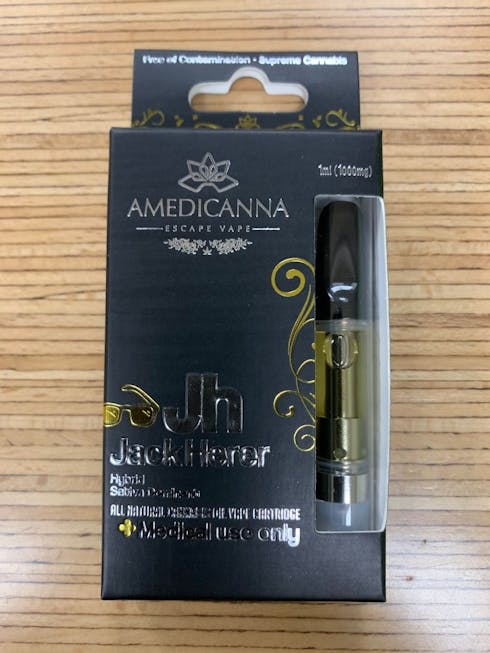 Free of Contamination • Supreme Cannabis
1ml (1000mg)
AMEDICANNA
ESCAPE VAPE
Jh
Jack Herer
Hybrid
Sativa Dominant
ALL NATURAL CANNABIS OIL VAPE CARTRIDGE
Medical use only